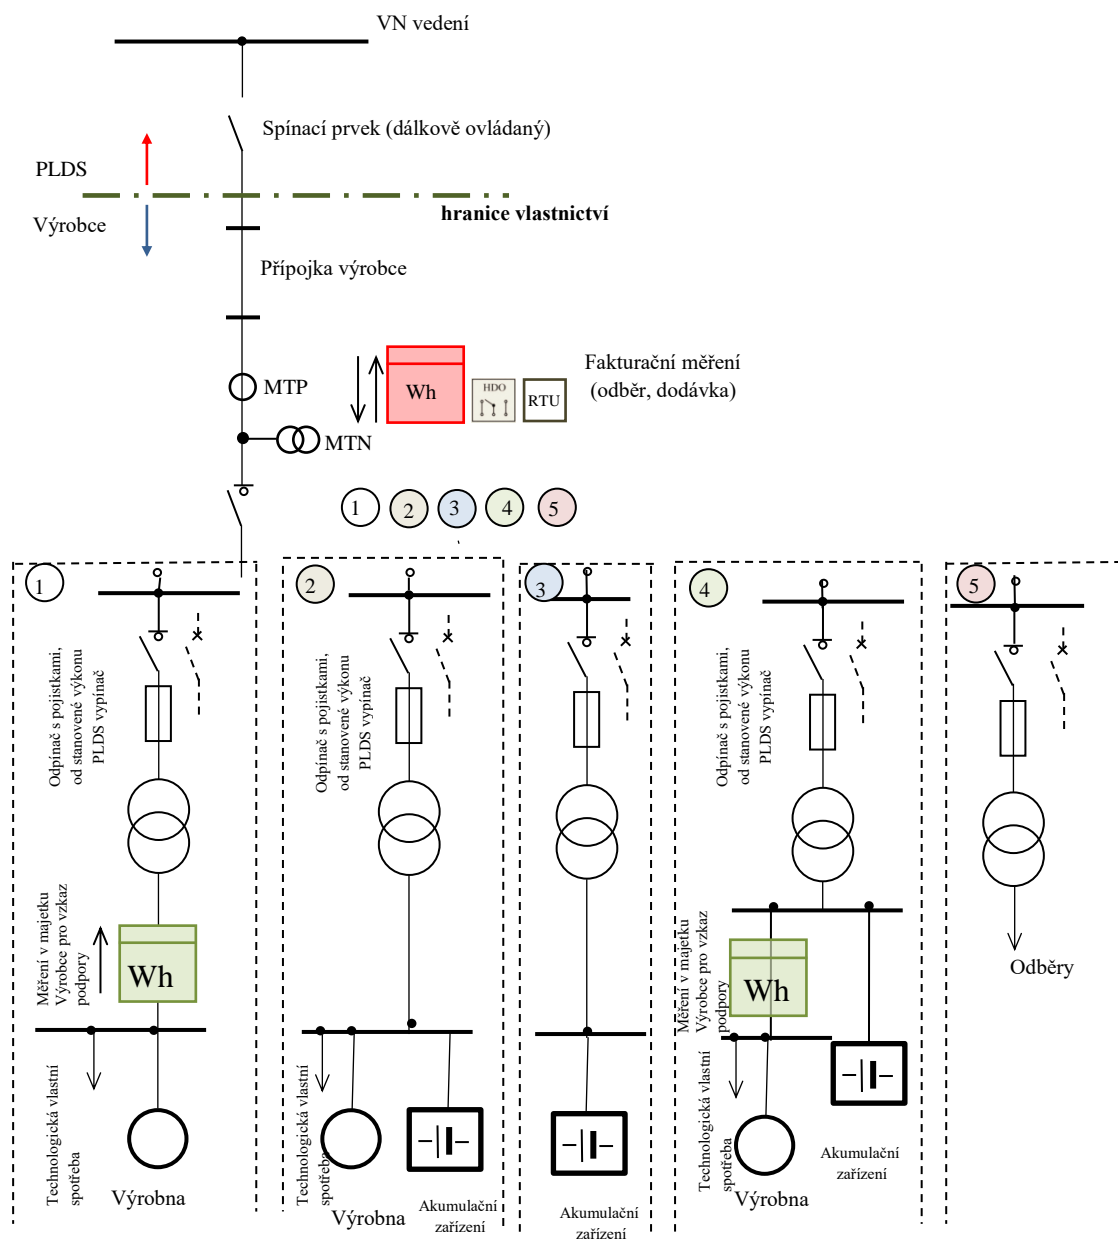 VN vedení
Spínací prvek (dálkově ovládaný)
PLDS
hranice vlastnictví
Výrobce
Přípojka výrobce
Fakturační měření
(odběr, dodávka)
MTP
Wh
HDO
RTU
MTN
1
2
3
4
5
1
Odpínač s pojistkami,
od stanovené výkonu
PLDS vypínač
Měření v majetku
Výrobce pro vzkaz
podpory
Wh
Technologická vlastní
spotřeba
Výrobna
2
Odpínač s pojistkami,
od stanovené výkonu
PLDS vypínač
Technologická vlastní
spotřeba
Výrobna
Akumulační
zařízení
3
Akumulační
zařízení
4
Odpínač s pojistkami,
od stanovené výkonu
PLDS vypínač
Měření v majetku
Výrobce pro vzkaz
podpory
Wh
Technologická vlastní
spotřeba
Výrobna
Akumulační
zařízení
5
Odběry